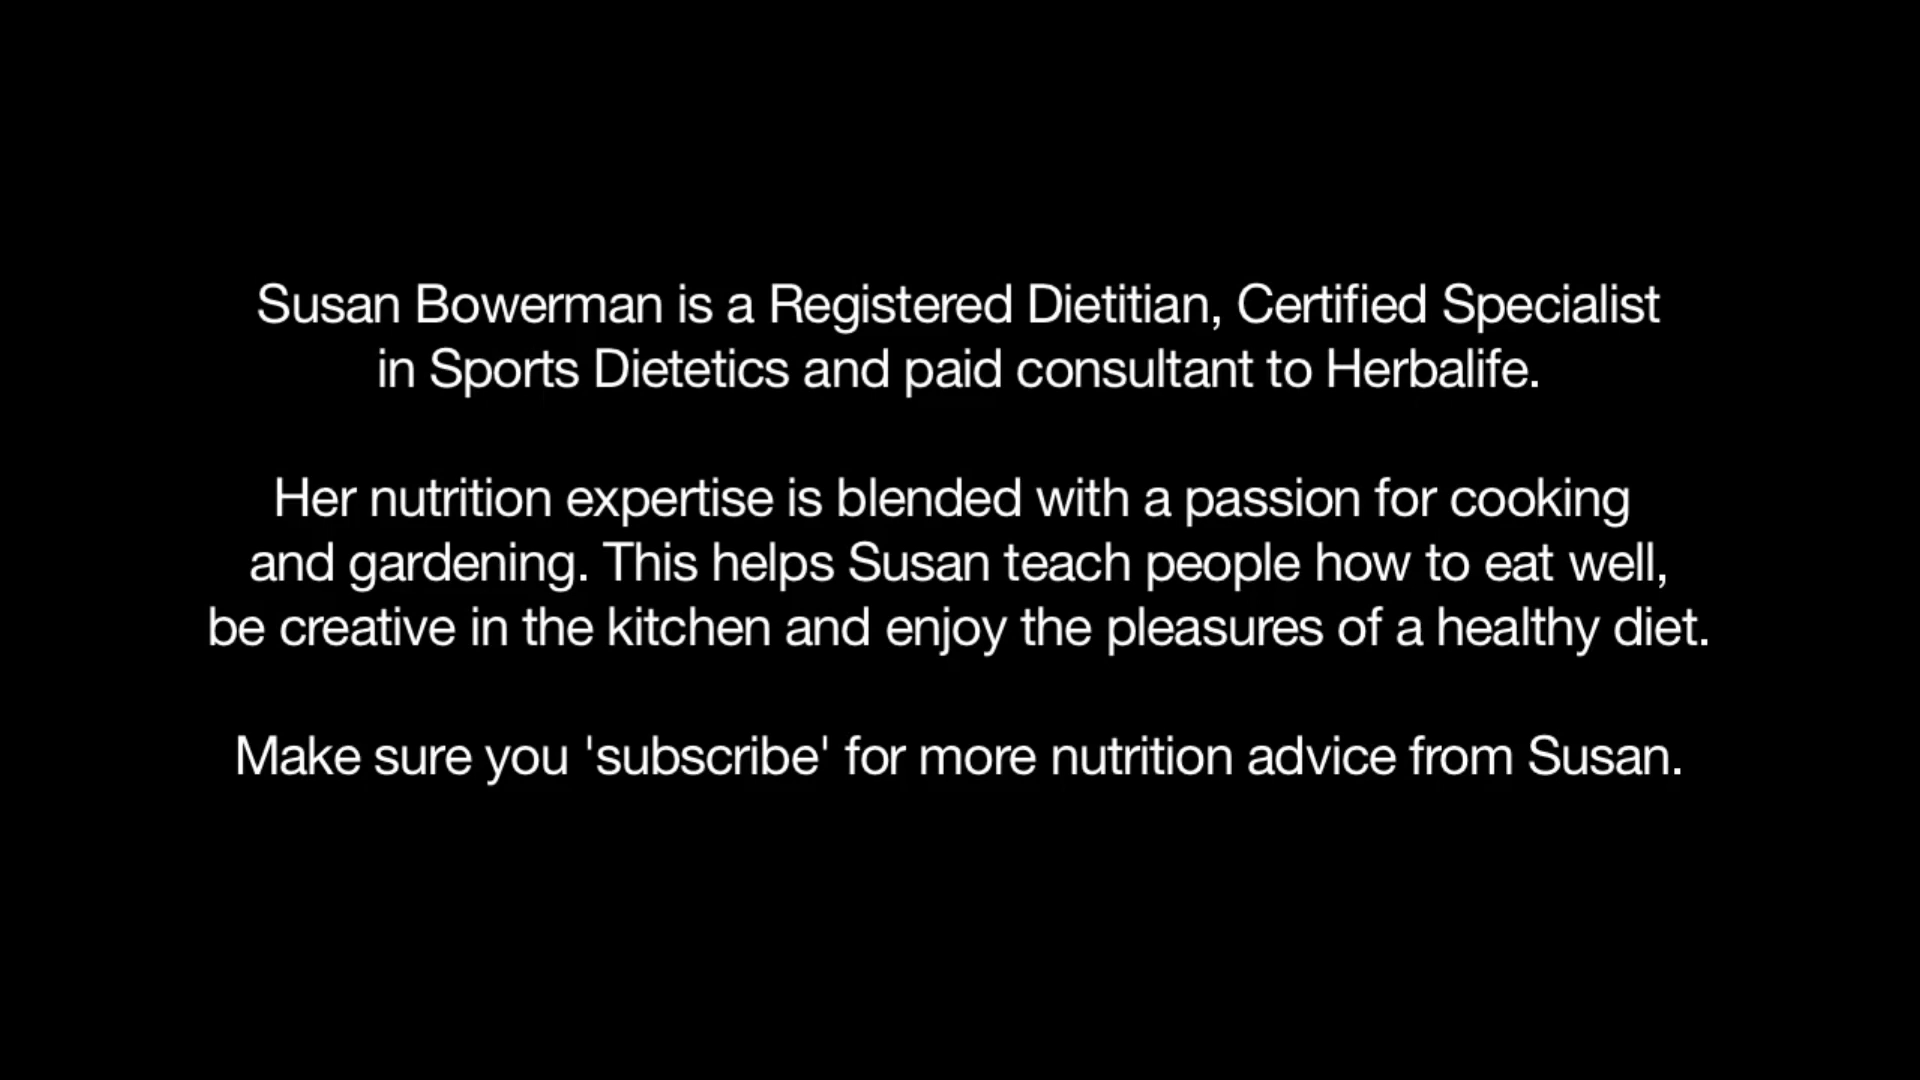 Susan Bowerman is a Registered Dietitian, Certified Specialist
in Sports Dietetics and paid consultant to Herbalife.
Her nutrition expertise is blended with a passion for cooking
and gardening. This helps Susan teach people how to eat well,
be creative in the kitchen and enjoy the pleasures of a healthy diet.
Make sure you 'subscribe' for more nutrition advice from Susan.